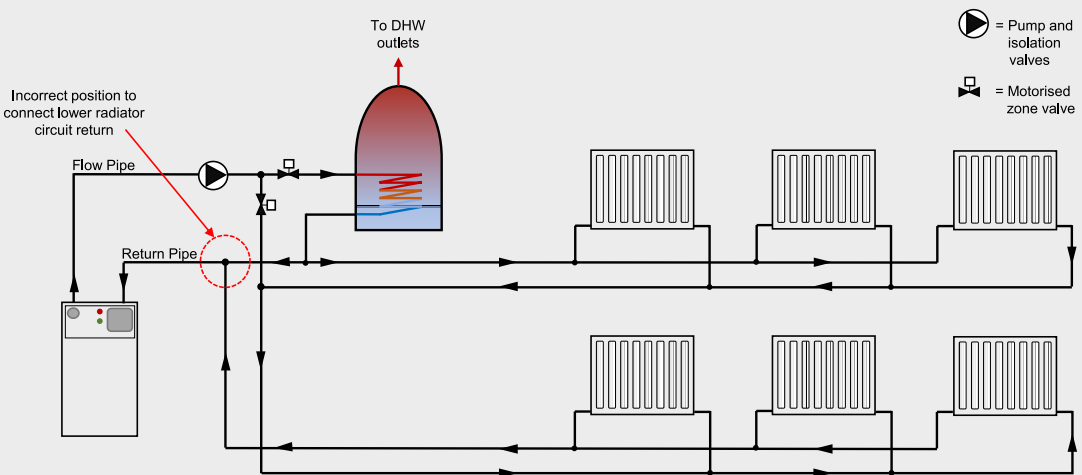 To DHW
outlets
= Pump and
isolation
valves
= Motorised
zone valve
Incorrect position to
connect lower radiator
circuit return
Flow Pipe
Return Pipe